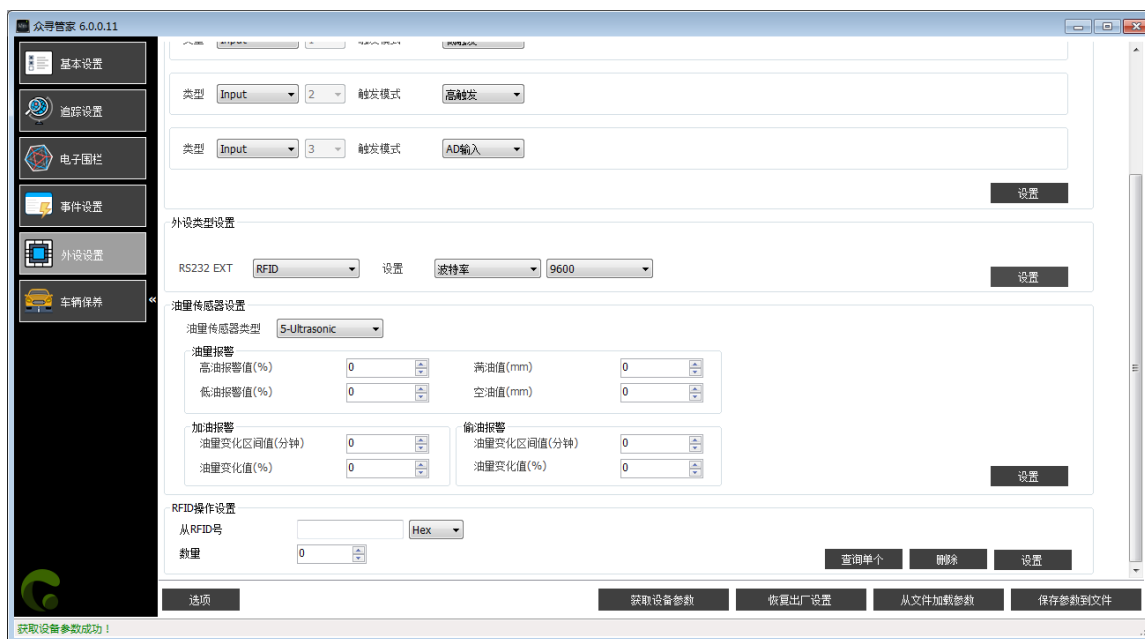 众寻管家 6.0.0.11
基本设置
追踪设置
电子围栏
事件设置
外设设置
车辆保养
«
类型 Input 1 触发模式
类型 Input 2 触发模式 高触发
类型 Input 3 触发模式 AD输入
设置
外设类型设置
RS232 EXT RFID 设置 波特率 9600 设置
油量传感器设置
油量传感器类型 5-Ultrasonic
油量报警
高油报警值(%) 0 满油值(mm) 0
低油报警值(%) 0 空油值(mm) 0
加油报警
油量变化区间值(分钟) 0
油量变化值(%) 0
偷油报警
油量变化区间值(分钟) 0
油量变化值(%) 0
设置
RFID操作设置
从RFID号 Hex
数量 0
查询单个 删除 设置
选项 获取设备参数 恢复出厂设置 从文件加载参数 保存参数到文件
获取设备参数成功！